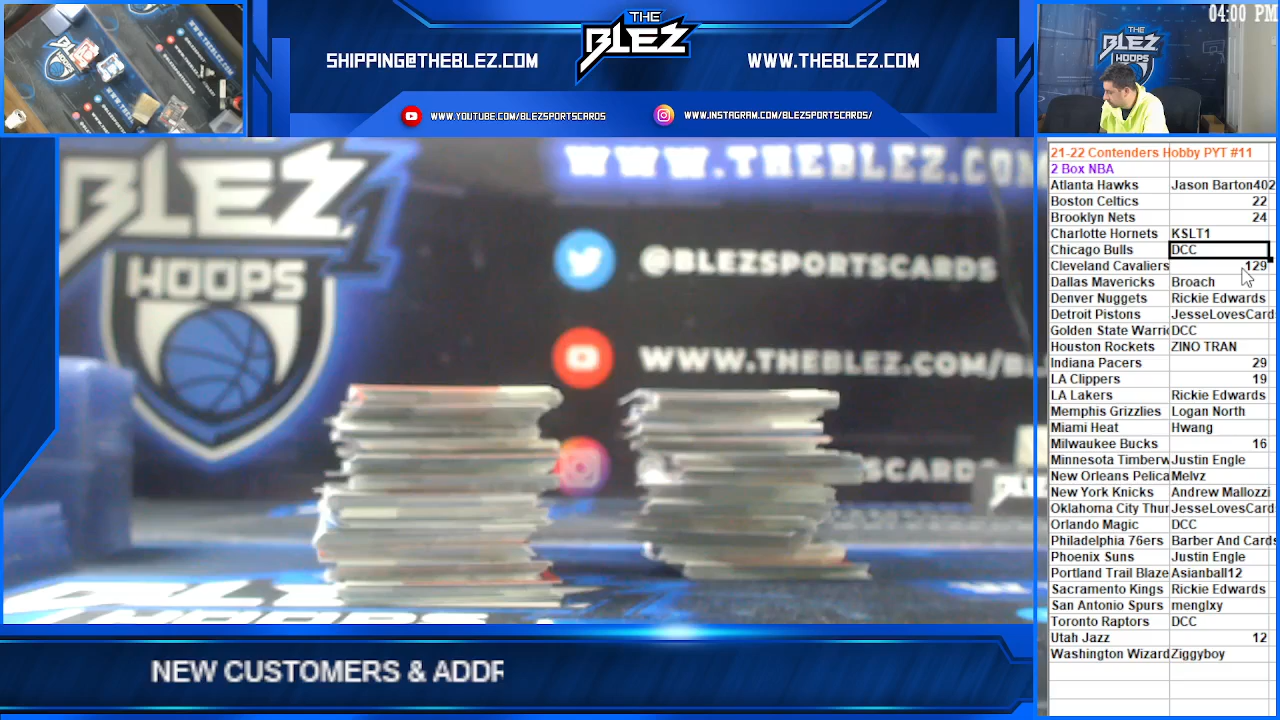 THE
BLEZ
SHIPPING@THEBLEZ.COM
WWW.THEBLEZ.COM
WWW.YOUTUBE.COM/BLEZSPORTSCARDS
WWW.INSTAGRAM.COM/BLEZSPORTSCARDS/
04:00 PM
THE
BLEZ
HOOPS
WWW.THEBLEZ.COM
BLEZ
HOOPS
@BLEZSPORTSCARDS
WWW.THEBLEZ.COM/BL
SCARDS
HOOPS
NEW CUSTOMERS & ADDR
21-22 Contenders Hobby PYT #11
2 Box NBA
Atlanta Hawks Jason Barton402
Boston Celtics 22
Brooklyn Nets 24
Charlotte Hornets KSLT1
Chicago Bulls DCC
Cleveland Cavaliers 129
Dallas Mavericks Broach
Denver Nuggets Rickie Edwards
Detroit Pistons JesseLovesCard
Golden State Warric DCC
Houston Rockets ZINO TRAN
Indiana Pacers 29
LA Clippers 19
LA Lakers Rickie Edwards
Memphis Grizzlies Logan North
Miami Heat Hwang
Milwaukee Bucks 16
Minnesota Timberw Justin Engle
New Orleans Pelica Melvz
New York Knicks Andrew Mallozzi
Oklahoma City Thur JesseLovesCard
Orlando Magic DCC
Philadelphia 76ers Barber And Cards
Phoenix Suns Justin Engle
Portland Trail Blaze Asianball12
Sacramento Kings Rickie Edwards
San Antonio Spurs menglxy
Toronto Raptors DCC
Utah Jazz 12
Washington Wizard Ziggyboy